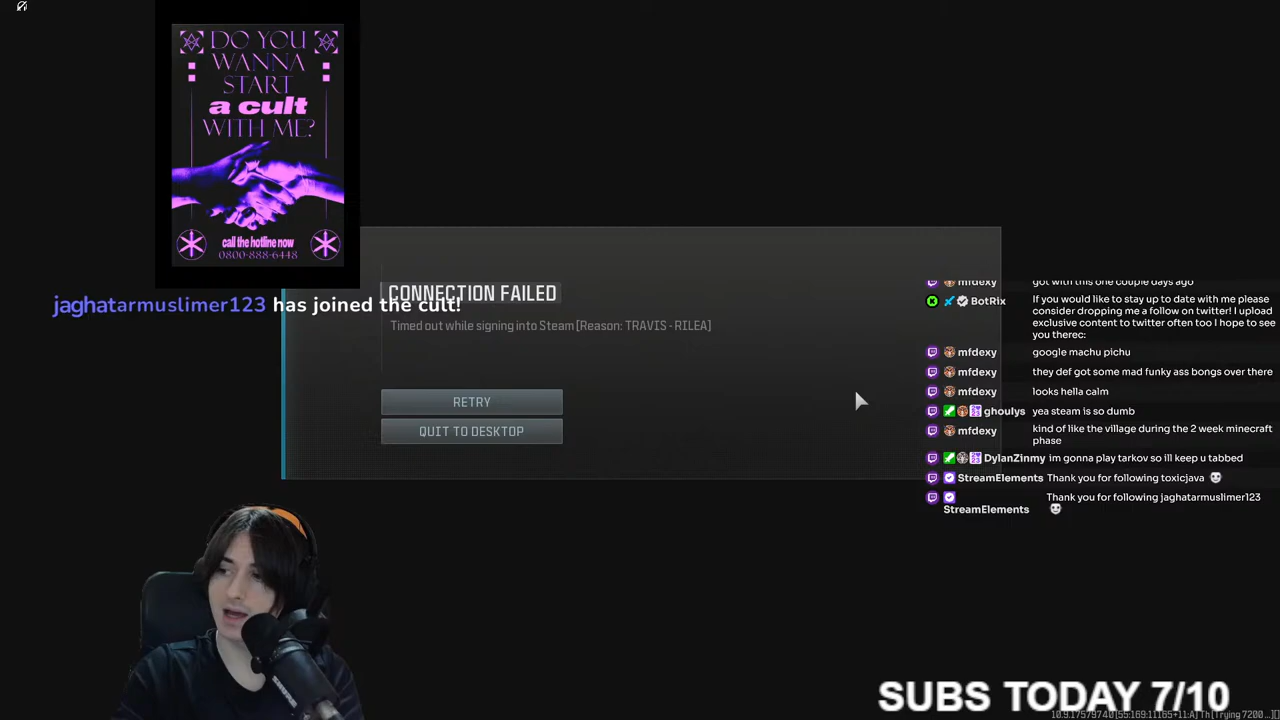 DO YOU
WANNA
START
a cult
WITH ME?
call the hotline now
0800-888-6448
jaghatarmuslimer123 has joined the cult!
CONNECTION FAILED
Timed out while signing into Steam [Reason: TRAVIS - RILEA]
RETRY
QUIT TO DESKTOP
mfdexy got with this one couple days ago
BotRix If you would like to stay up to date with me please
consider dropping me a follow on twitter! I upload
exclusive content to twitter often too I hope to see
you therec:
mfdexy google machu pichu
mfdexy they def got some mad funky ass bongs over there
mfdexy looks hella calm
ghoulys yea steam is so dumb
mfdexy kind of like the village during the 2 week minecraft
phase
DylanZinmy im gonna play tarkov so ill keep u tabbed
StreamElements Thank you for following toxicjava
StreamElements Thank you for following jaghatarmuslimer123
SHURE
SUBS TODAY 7/10